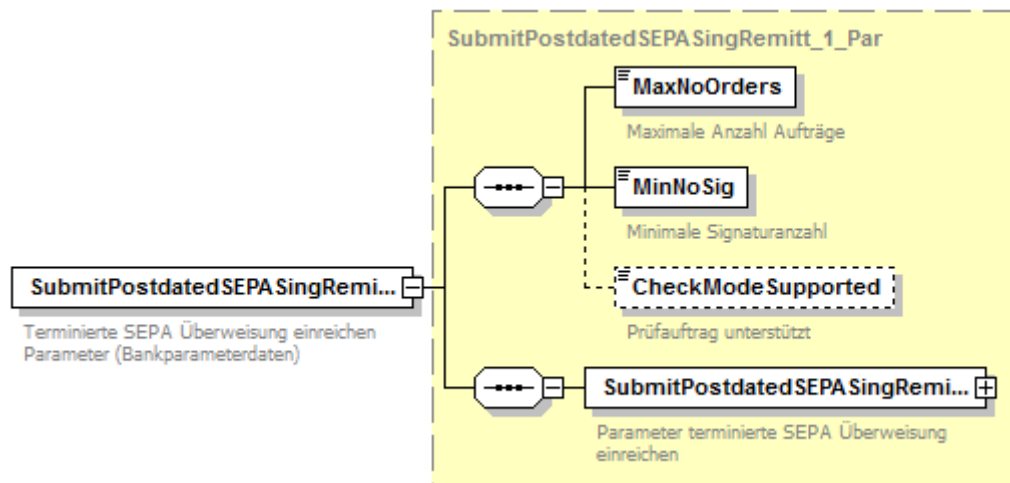 SubmitPostdatedSEPASingRemitt_1_Par
MaxNoOrders
Maximale Anzahl Aufträge
MinNoSig
Minimale Signaturanzahl
CheckModeSupported
Prüfauftrag unterstützt
SubmitPostdatedSEPASingRemi...
Terminierte SEPA Überweisung einreichen
Parameter (Bankparameterdaten)
SubmitPostdatedSEPASingRemi...
Parameter terminierte SEPA Überweisung
einreichen